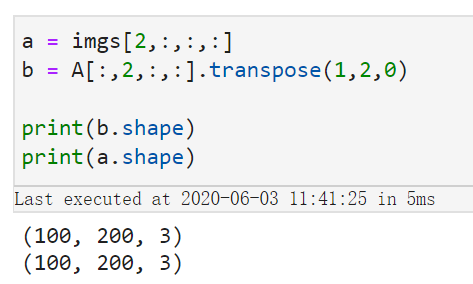 a = imgs[2,:,:,:]
b = A[:,2,:,:].transpose(1,2,0)
print(b.shape)
print(a.shape)
Last executed at 2020-06-03 11:41:25 in 5ms
(100, 200, 3)
(100, 200, 3)